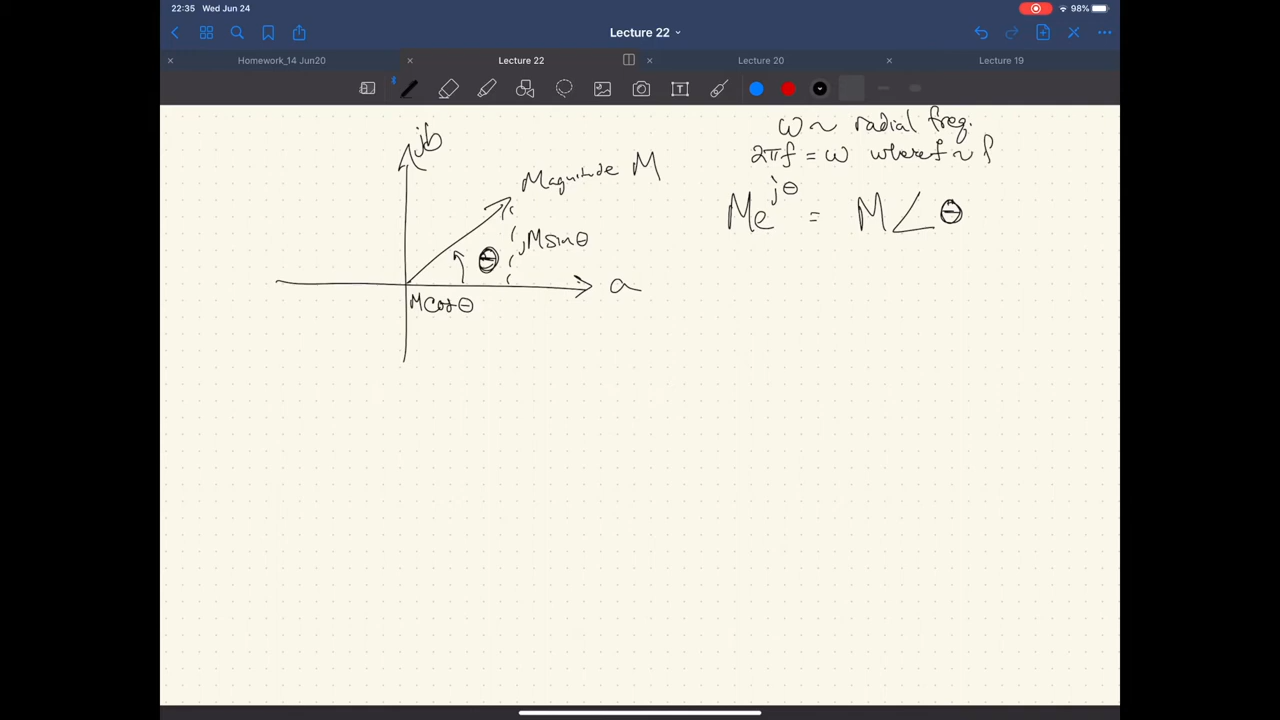 22:35 Wed Jun 24
98%
Lecture 22
Homework_14 Jun20
Lecture 22
Lecture 20
Lecture 19
jb
Magnitude M
jMsinθ
θ
a
Mcosθ
ω ~ radial freq.
2πf = ω where f ~ f
Me^jθ = M∠θ